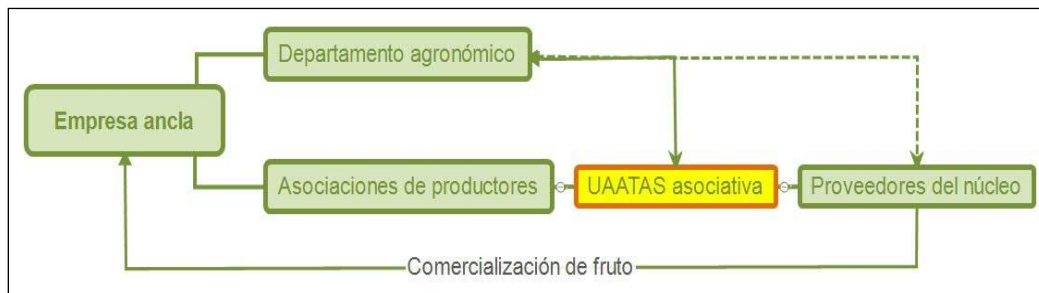 Departamento agronómico
Empresa ancla
Asociaciones de productores
UAATAS asociativa
Proveedores del núcleo
Comercialización de fruto